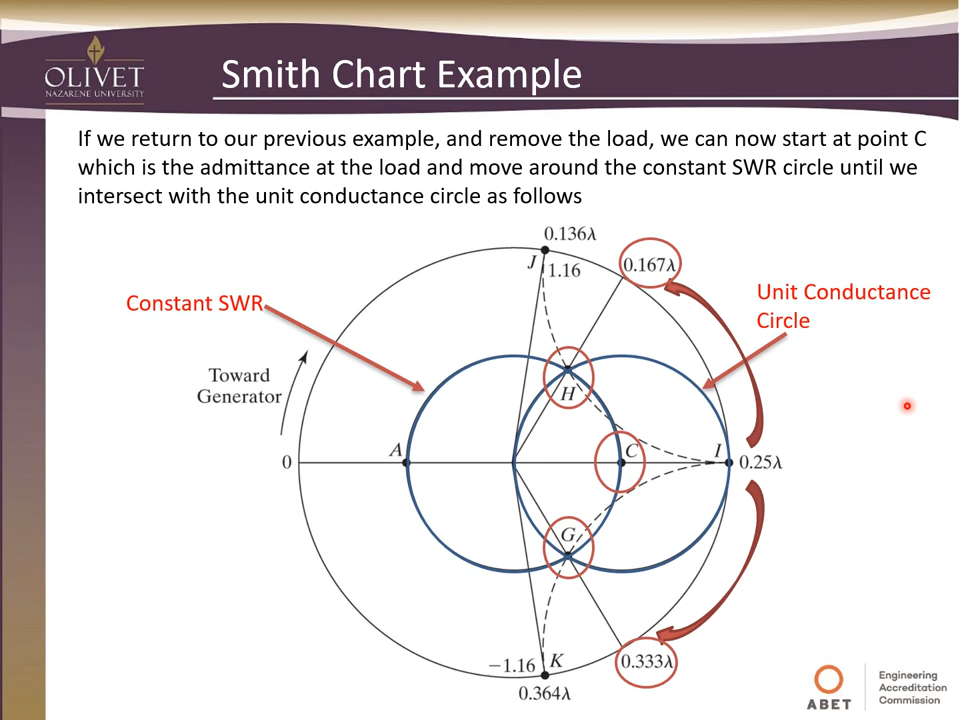 OLIVET
NAZARENE UNIVERSITY
Smith Chart Example
If we return to our previous example, and remove the load, we can now start at point C
which is the admittance at the load and move around the constant SWR circle until we
intersect with the unit conductance circle as follows
0.136λ
J
1.16
0.167λ
Constant SWR
Unit Conductance
Circle
Toward
Generator
H
A
C
I
0
0.25λ
G
−1.16
K
0.333λ
0.364λ
ABET
Engineering
Accreditation
Commission